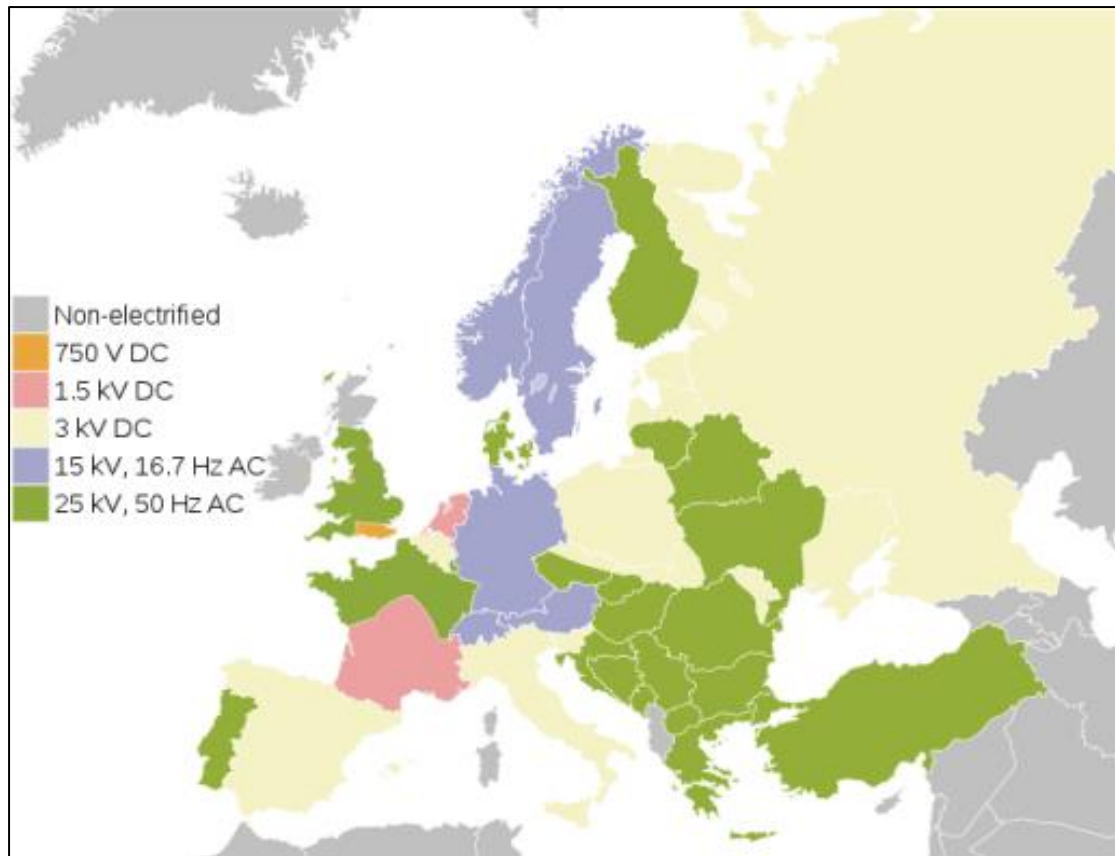 Non-electrified
750 V DC
1.5 kV DC
3 kV DC
15 kV, 16.7 Hz AC
25 kV, 50 Hz AC